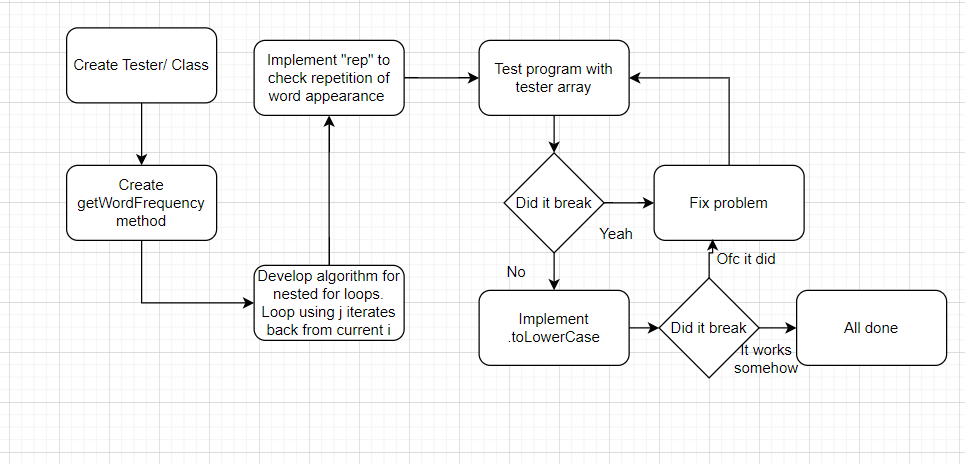 Create Tester/ Class
Create
getWordFrequency
method
Develop algorithm for
nested for loops.
Loop using j iterates
back from current i
Implement "rep" to
check repetition of
word appearance
Test program with
tester array
Did it break
Yeah
Fix problem
No
Implement
.toLowerCase
Did it break
Ofc it did
It works
somehow
All done